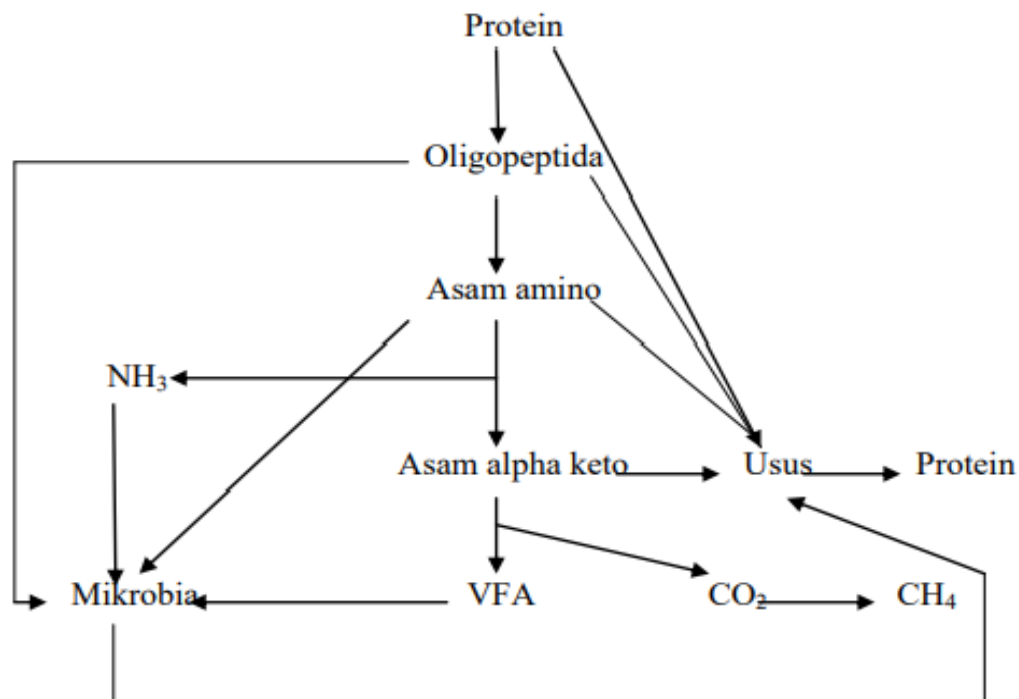 Protein
Oligopeptida
Asam amino
NH₃
Asam alpha keto
Usus
Protein
Mikrobia
VFA
CO₂
CH₄